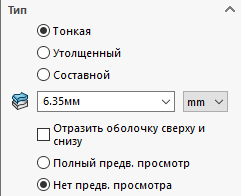 Тип
Тонкая
Утолщенный
Составной
6.35мм
mm
Отразить оболочку сверху и
снизу
Полный предв. просмотр
Нет предв. просмотра